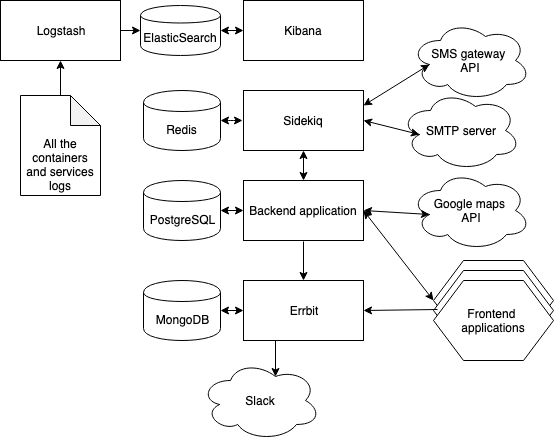 Logstash
ElasticSearch
Kibana
SMS gateway
API
All the
containers
and services
logs
Redis
Sidekiq
SMTP server
PostgreSQL
Backend application
Google maps
API
MongoDB
Errbit
Frontend
applications
Slack